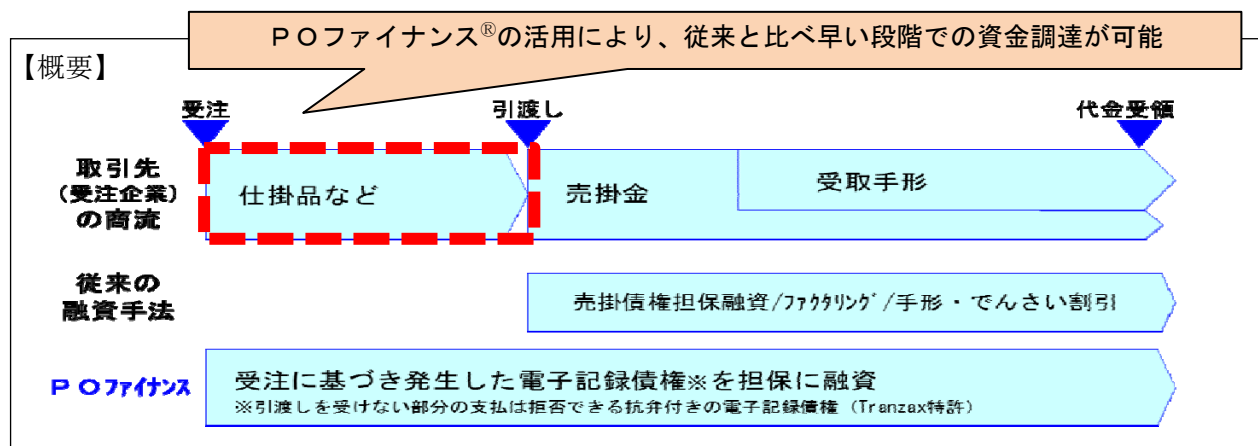 POファイナンス®の活用により、従来と比べ早い段階での資金調達が可能
【概要】
受注
引渡し
代金受領
取引先
(受注企業)
の商流
仕掛品など
売掛金
受取手形
従来の
融資手法
売掛債権担保融資/ファクタリング/手形・でんさい割引
POファイナンス
受注に基づき発生した電子記録債権※を担保に融資
※引渡しを受けない部分の支払は拒否できる抗弁付きの電子記録債権(Tranzax特許)